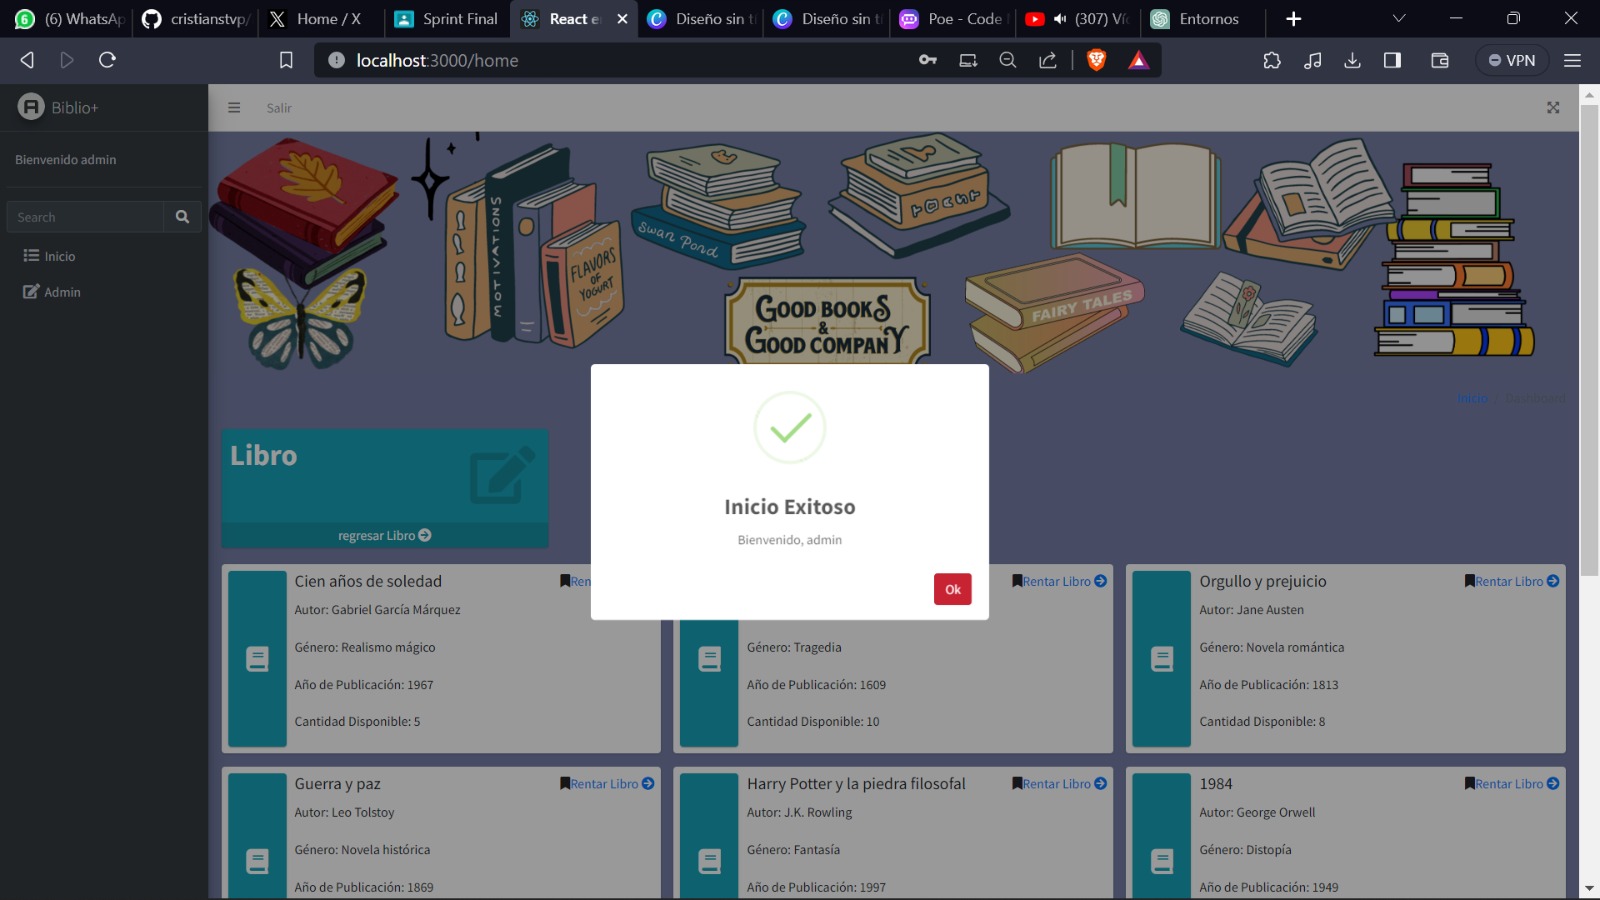 6
(6) WhatsAp
cristianstvp/
Home / X
Sprint Final
React e
Diseño sin tí
Diseño sin tí
Poe - Code
(307) Víc
Entornos
localhost:3000/home
VPN
Biblio+
Salir
Bienvenido admin
Search
Inicio
Admin
MOTIVATIONS
FLAVORS
OF
YOGURT
Swan Pond
GOOD BOOKS
&
GOOD COMPANY
FAIRY TALES
Inicio / Dashboard
Libro
regresar Libro
Inicio Exitoso
Bienvenido, admin
Ok
Cien años de soledad
Ren
Autor: Gabriel García Márquez
Género: Realismo mágico
Año de Publicación: 1967
Cantidad Disponible: 5
Rentar Libro
Género: Tragedia
Año de Publicación: 1609
Cantidad Disponible: 10
Orgullo y prejuicio
Rentar Libro
Autor: Jane Austen
Género: Novela romántica
Año de Publicación: 1813
Cantidad Disponible: 8
Guerra y paz
Rentar Libro
Autor: Leo Tolstoy
Género: Novela histórica
Año de Publicación: 1869
Harry Potter y la piedra filosofal
Rentar Libro
Autor: J.K. Rowling
Género: Fantasía
Año de Publicación: 1997
1984
Rentar Libro
Autor: George Orwell
Género: Distopía
Año de Publicación: 1949